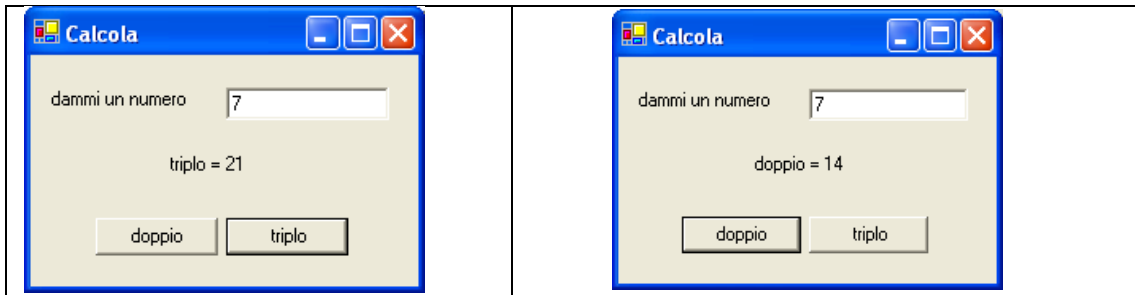 Calcola
dammi un numero 7
triplo = 21
doppio triplo
Calcola
dammi un numero 7
doppio = 14
doppio triplo